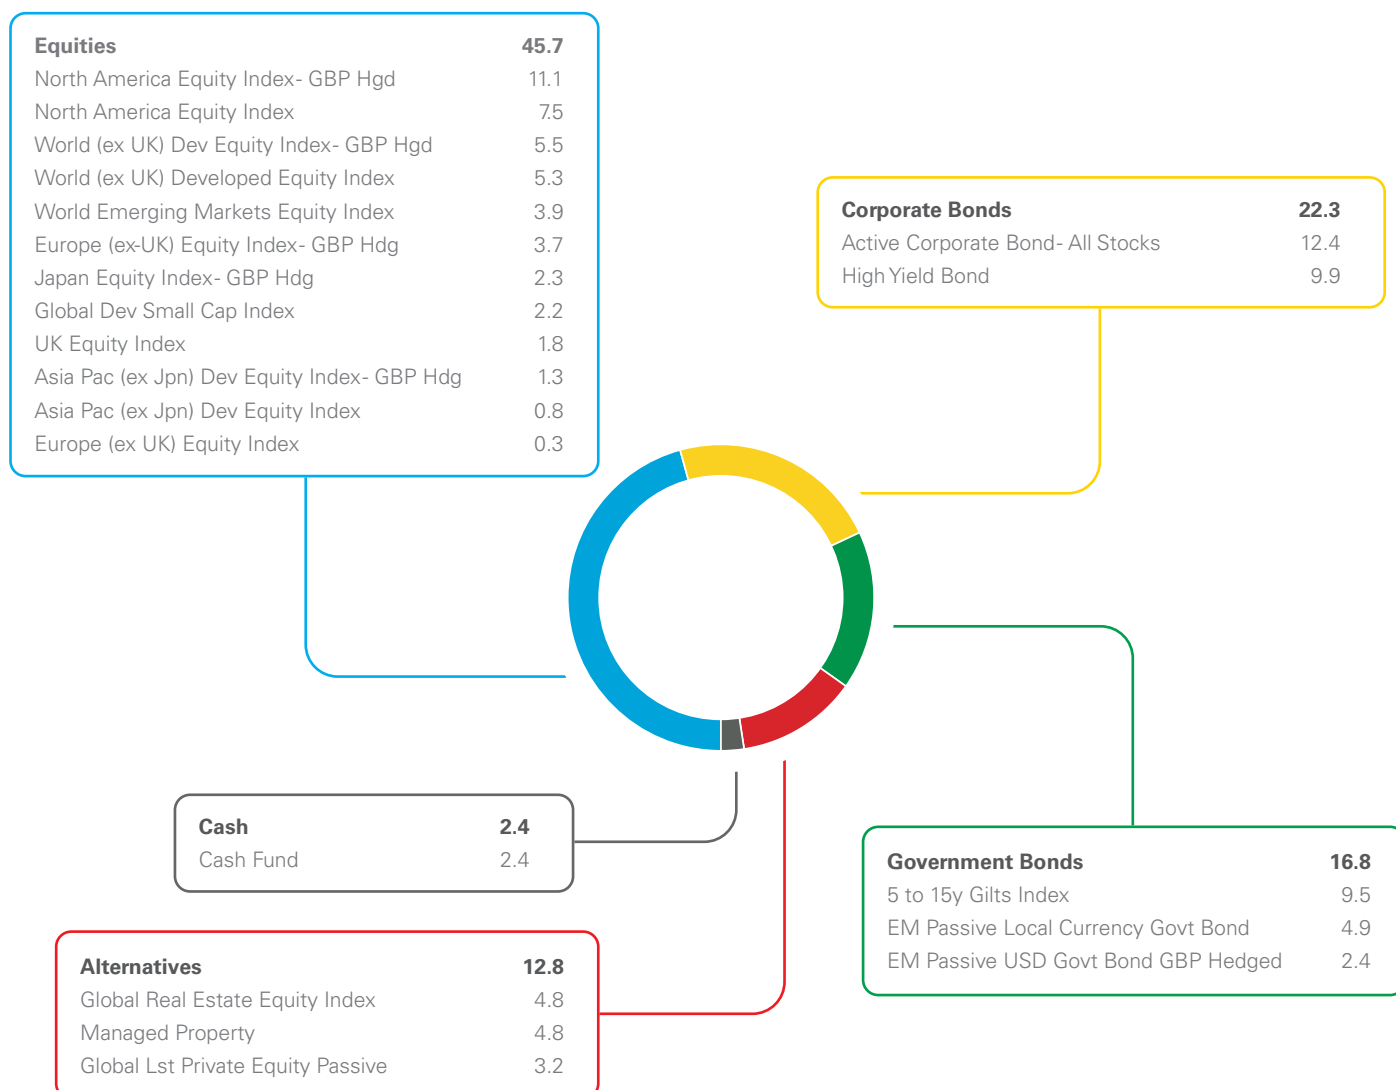 Equities 45.7
North America Equity Index- GBP Hgd 11.1
North America Equity Index 7.5
World (ex UK) Dev Equity Index- GBP Hgd 5.5
World (ex UK) Developed Equity Index 5.3
World Emerging Markets Equity Index 3.9
Europe (ex-UK) Equity Index- GBP Hdg 3.7
Japan Equity Index- GBP Hdg 2.3
Global Dev Small Cap Index 2.2
UK Equity Index 1.8
Asia Pac (ex Jpn) Dev Equity Index- GBP Hdg 1.3
Asia Pac (ex Jpn) Dev Equity Index 0.8
Europe (ex UK) Equity Index 0.3
Corporate Bonds 22.3
Active Corporate Bond- All Stocks 12.4
High Yield Bond 9.9
Cash 2.4
Cash Fund 2.4
Government Bonds 16.8
5 to 15y Gilts Index 9.5
EM Passive Local Currency Govt Bond 4.9
EM Passive USD Govt Bond GBP Hedged 2.4
Alternatives 12.8
Global Real Estate Equity Index 4.8
Managed Property 4.8
Global Lst Private Equity Passive 3.2